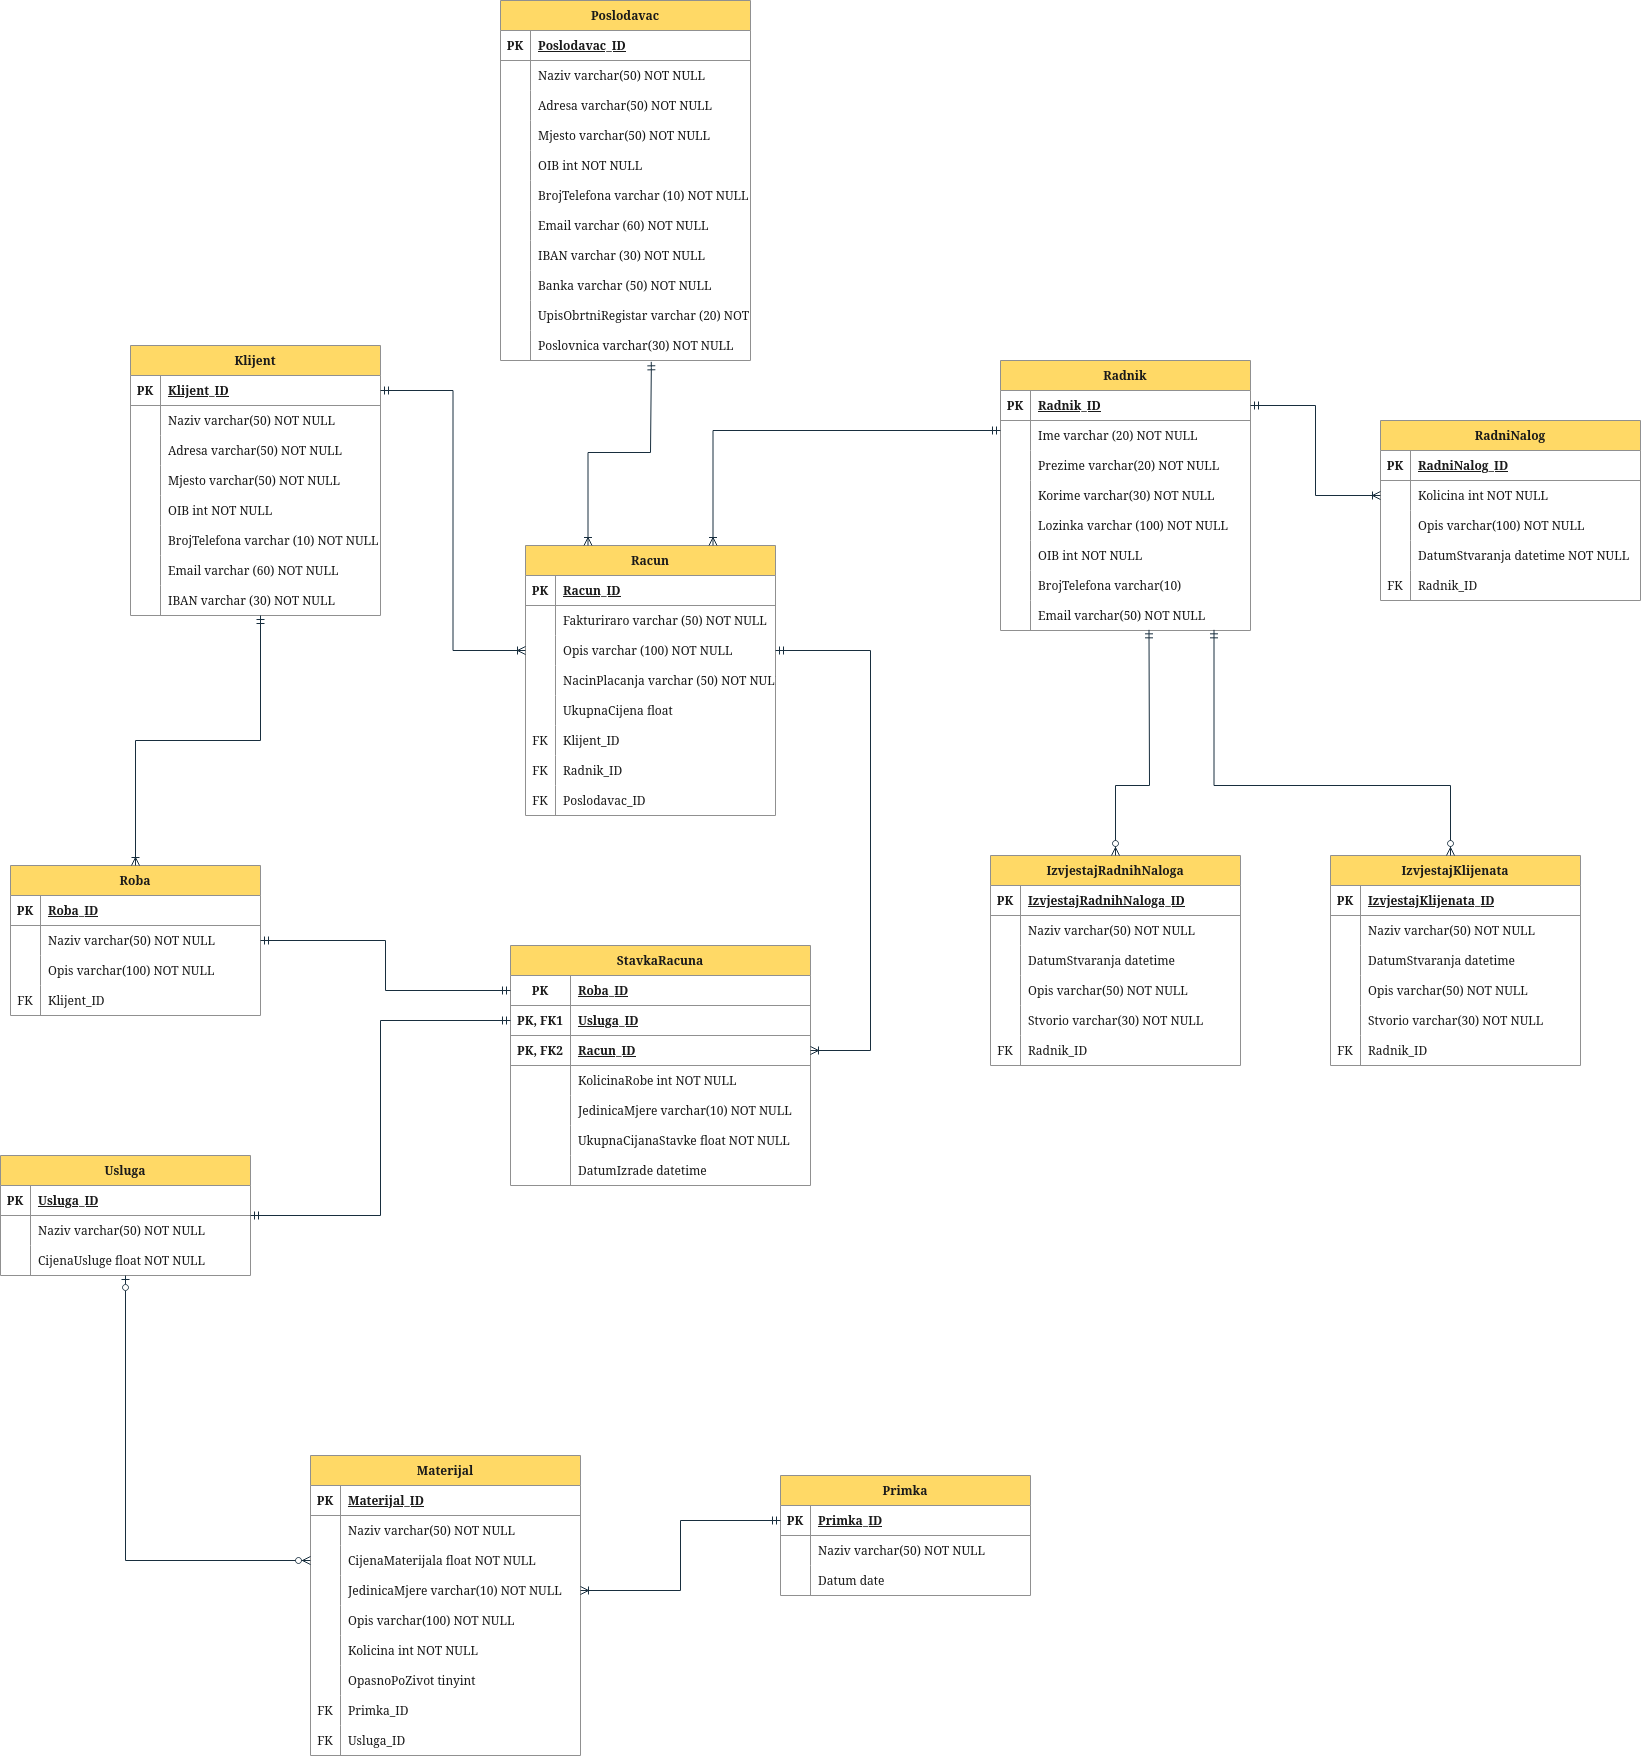 Poslodavac
PK Poslodavac_ID
Naziv varchar(50) NOT NULL
Adresa varchar(50) NOT NULL
Mjesto varchar(50) NOT NULL
OIB int NOT NULL
BrojTelefona varchar (10) NOT NULL
Email varchar (60) NOT NULL
IBAN varchar (30) NOT NULL
Banka varchar (50) NOT NULL
UpisObrtniRegistar varchar (20) NOT
Poslovnica varchar(30) NOT NULL
Klijent
PK Klijent_ID
Naziv varchar(50) NOT NULL
Adresa varchar(50) NOT NULL
Mjesto varchar(50) NOT NULL
OIB int NOT NULL
BrojTelefona varchar (10) NOT NULL
Email varchar (60) NOT NULL
IBAN varchar (30) NOT NULL
Radnik
PK Radnik_ID
Ime varchar (20) NOT NULL
Prezime varchar(20) NOT NULL
Korime varchar(30) NOT NULL
Lozinka varchar (100) NOT NULL
OIB int NOT NULL
BrojTelefona varchar(10)
Email varchar(50) NOT NULL
RadniNalog
PK RadniNalog_ID
Kolicina int NOT NULL
Opis varchar(100) NOT NULL
DatumStvaranja datetime NOT NULL
FK Radnik_ID
Racun
PK Racun_ID
Fakturiraro varchar (50) NOT NULL
Opis varchar (100) NOT NULL
NacinPlacanja varchar (50) NOT NUL
UkupnaCijena float
FK Klijent_ID
FK Radnik_ID
FK Poslodavac_ID
Roba
PK Roba_ID
Naziv varchar(50) NOT NULL
Opis varchar(100) NOT NULL
FK Klijent_ID
StavkaRacuna
PK Roba_ID
PK, FK1 Usluga_ID
PK, FK2 Racun_ID
KolicinaRobe int NOT NULL
JedinicaMjere varchar(10) NOT NULL
UkupnaCijanaStavke float NOT NULL
DatumIzrade datetime
IzvjestajRadnihNaloga
PK IzvjestajRadnihNaloga_ID
Naziv varchar(50) NOT NULL
DatumStvaranja datetime
Opis varchar(50) NOT NULL
Stvorio varchar(30) NOT NULL
FK Radnik_ID
IzvjestajKlijenata
PK IzvjestajKlijenata_ID
Naziv varchar(50) NOT NULL
DatumStvaranja datetime
Opis varchar(50) NOT NULL
Stvorio varchar(30) NOT NULL
FK Radnik_ID
Usluga
PK Usluga_ID
Naziv varchar(50) NOT NULL
CijenaUsluge float NOT NULL
Materijal
PK Materijal_ID
Naziv varchar(50) NOT NULL
CijenaMaterijala float NOT NULL
JedinicaMjere varchar(10) NOT NULL
Opis varchar(100) NOT NULL
Kolicina int NOT NULL
OpasnoPoZivot tinyint
FK Primka_ID
FK Usluga_ID
Primka
PK Primka_ID
Naziv varchar(50) NOT NULL
Datum date